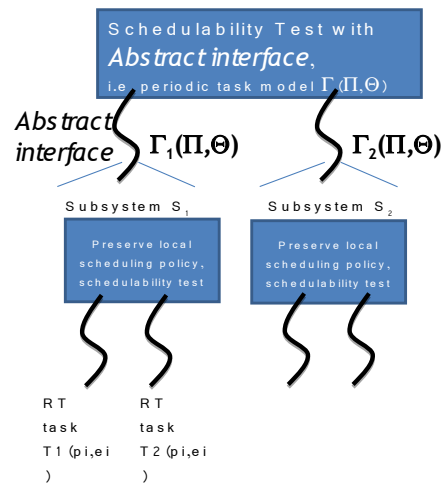 Schedulability Test with
Abstract interface,
i.e. periodic task model Γ(Π,Θ)
Abstract
interface
Γ1(Π,Θ)
Γ2(Π,Θ)
Subsystem S1
Subsystem S2
Preserve local
scheduling policy,
schedulability test
Preserve local
scheduling policy,
schedulability test
RT
task
T1(pi,ei
)
RT
task
T2(pi,ei
)